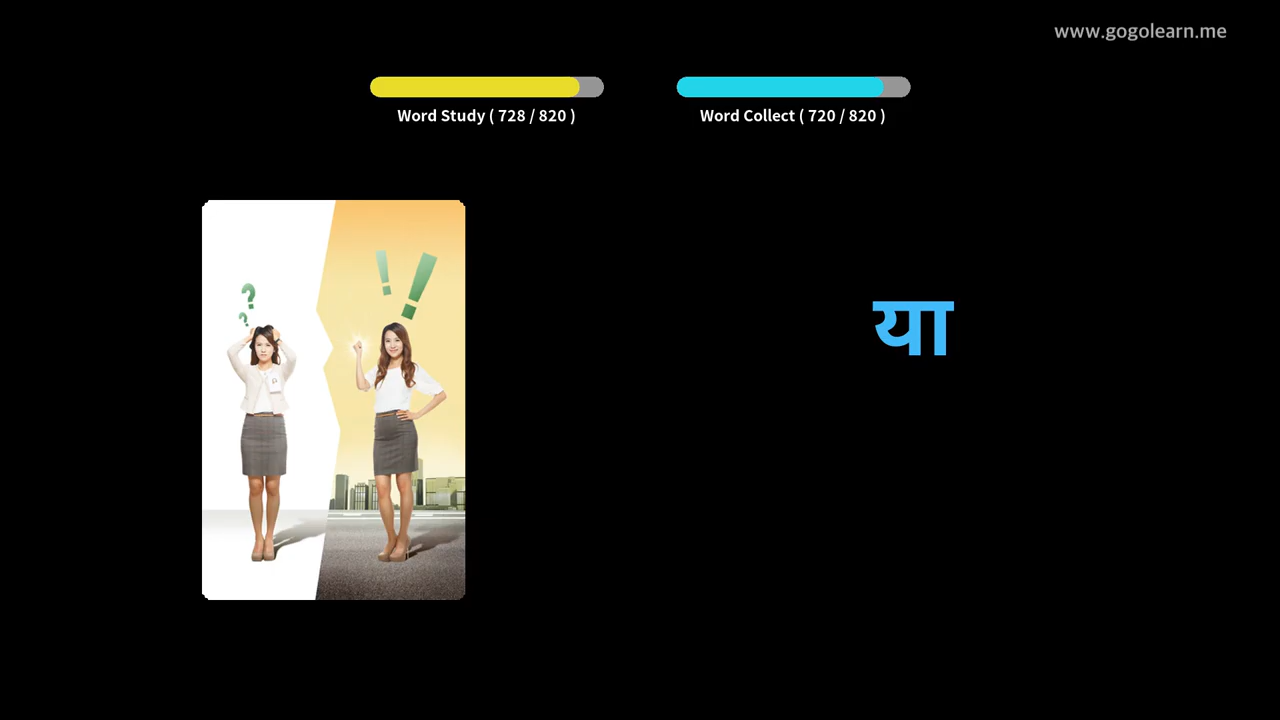 www.gogolearn.me
Word Study ( 728 / 820 )
Word Collect ( 720 / 820 )
? ?
! !
या